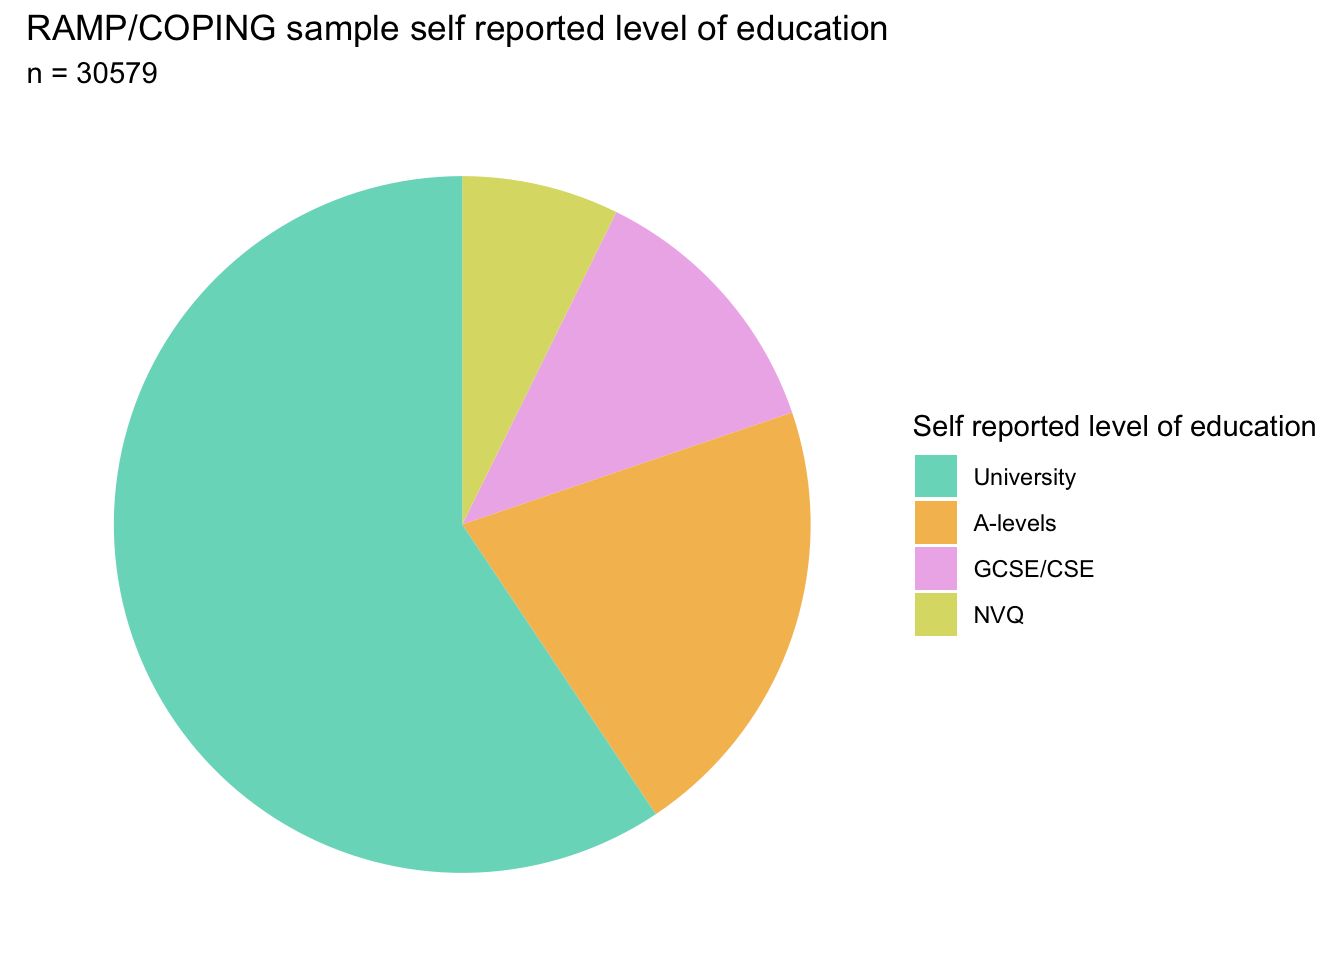 RAMP/COPING sample self reported level of education
n = 30579
Self reported level of education
University
A-levels
GCSE/CSE
NVQ